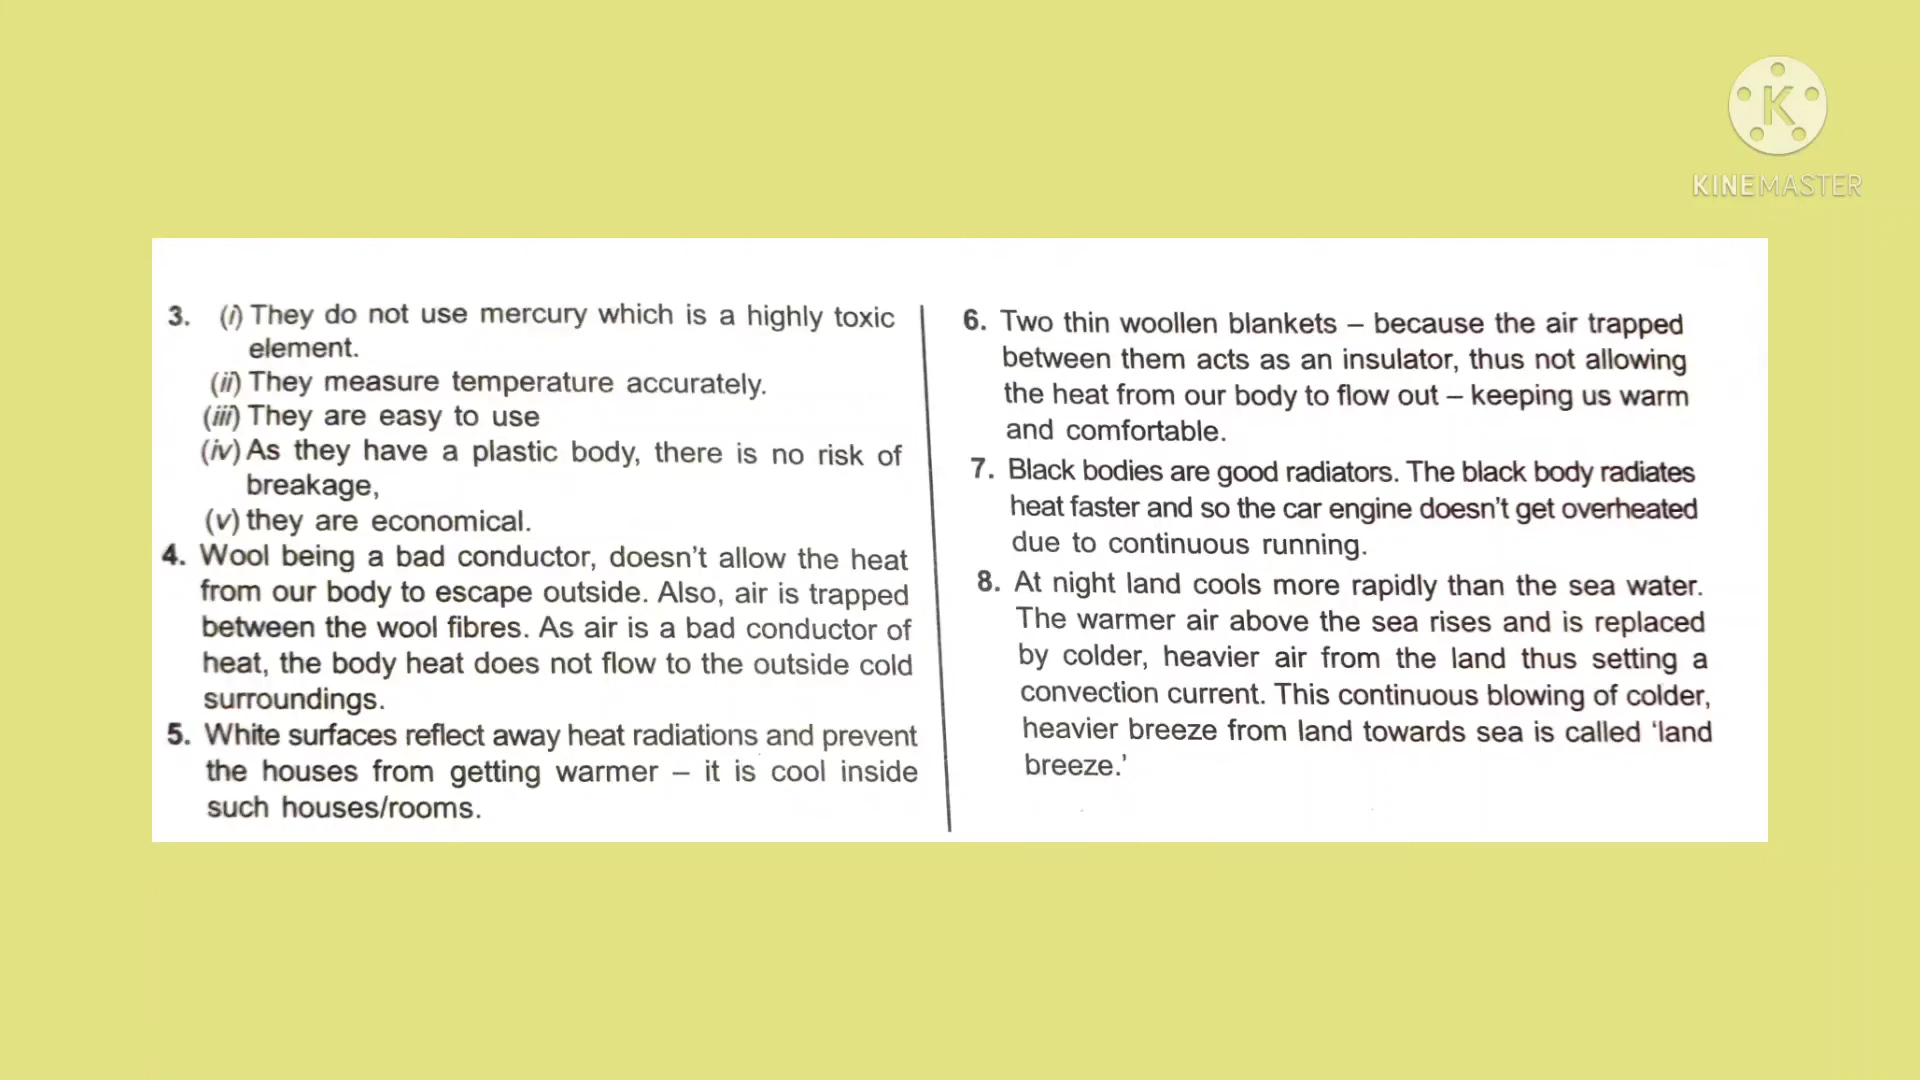 K
KINEMASTER
3. (i) They do not use mercury which is a highly toxic
element.
(ii) They measure temperature accurately.
(iii) They are easy to use
(iv) As they have a plastic body, there is no risk of
breakage,
(v) they are economical.
4. Wool being a bad conductor, doesn't allow the heat
from our body to escape outside. Also, air is trapped
between the wool fibres. As air is a bad conductor of
heat, the body heat does not flow to the outside cold
surroundings.
5. White surfaces reflect away heat radiations and prevent
the houses from getting warmer – it is cool inside
such houses/rooms.
6. Two thin woollen blankets – because the air trapped
between them acts as an insulator, thus not allowing
the heat from our body to flow out – keeping us warm
and comfortable.
7. Black bodies are good radiators. The black body radiates
heat faster and so the car engine doesn't get overheated
due to continuous running.
8. At night land cools more rapidly than the sea water.
The warmer air above the sea rises and is replaced
by colder, heavier air from the land thus setting a
convection current. This continuous blowing of colder,
heavier breeze from land towards sea is called 'land
breeze.'